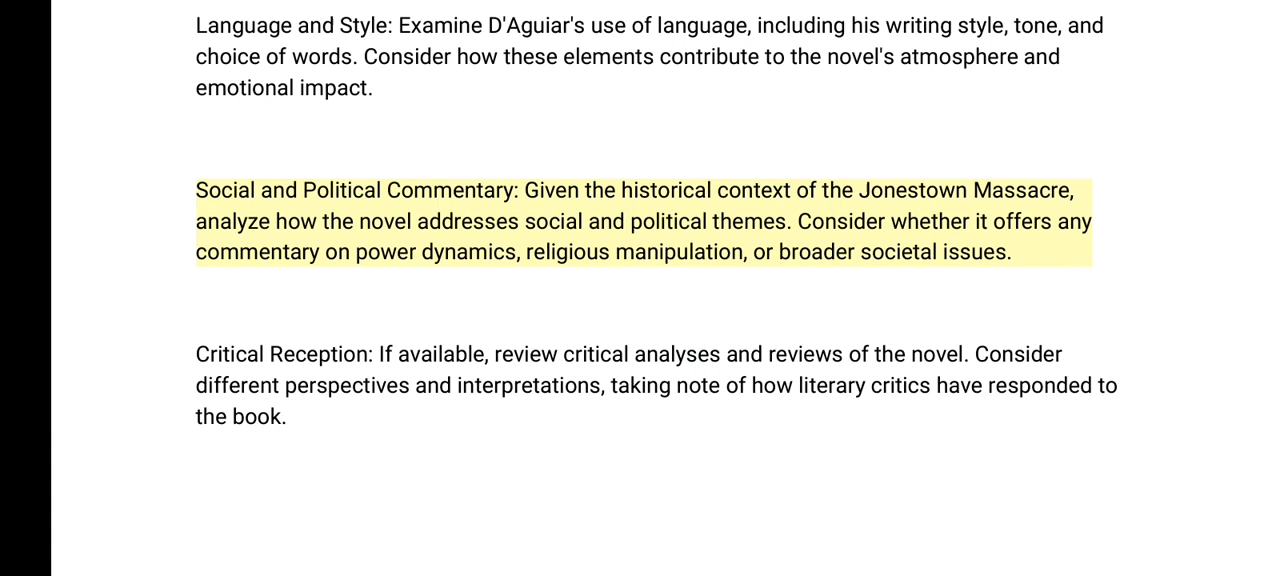 Language and Style: Examine D'Aguiar's use of language, including his writing style, tone, and
choice of words. Consider how these elements contribute to the novel's atmosphere and
emotional impact.
Social and Political Commentary: Given the historical context of the Jonestown Massacre,
analyze how the novel addresses social and political themes. Consider whether it offers any
commentary on power dynamics, religious manipulation, or broader societal issues.
Critical Reception: If available, review critical analyses and reviews of the novel. Consider
different perspectives and interpretations, taking note of how literary critics have responded to
the book.